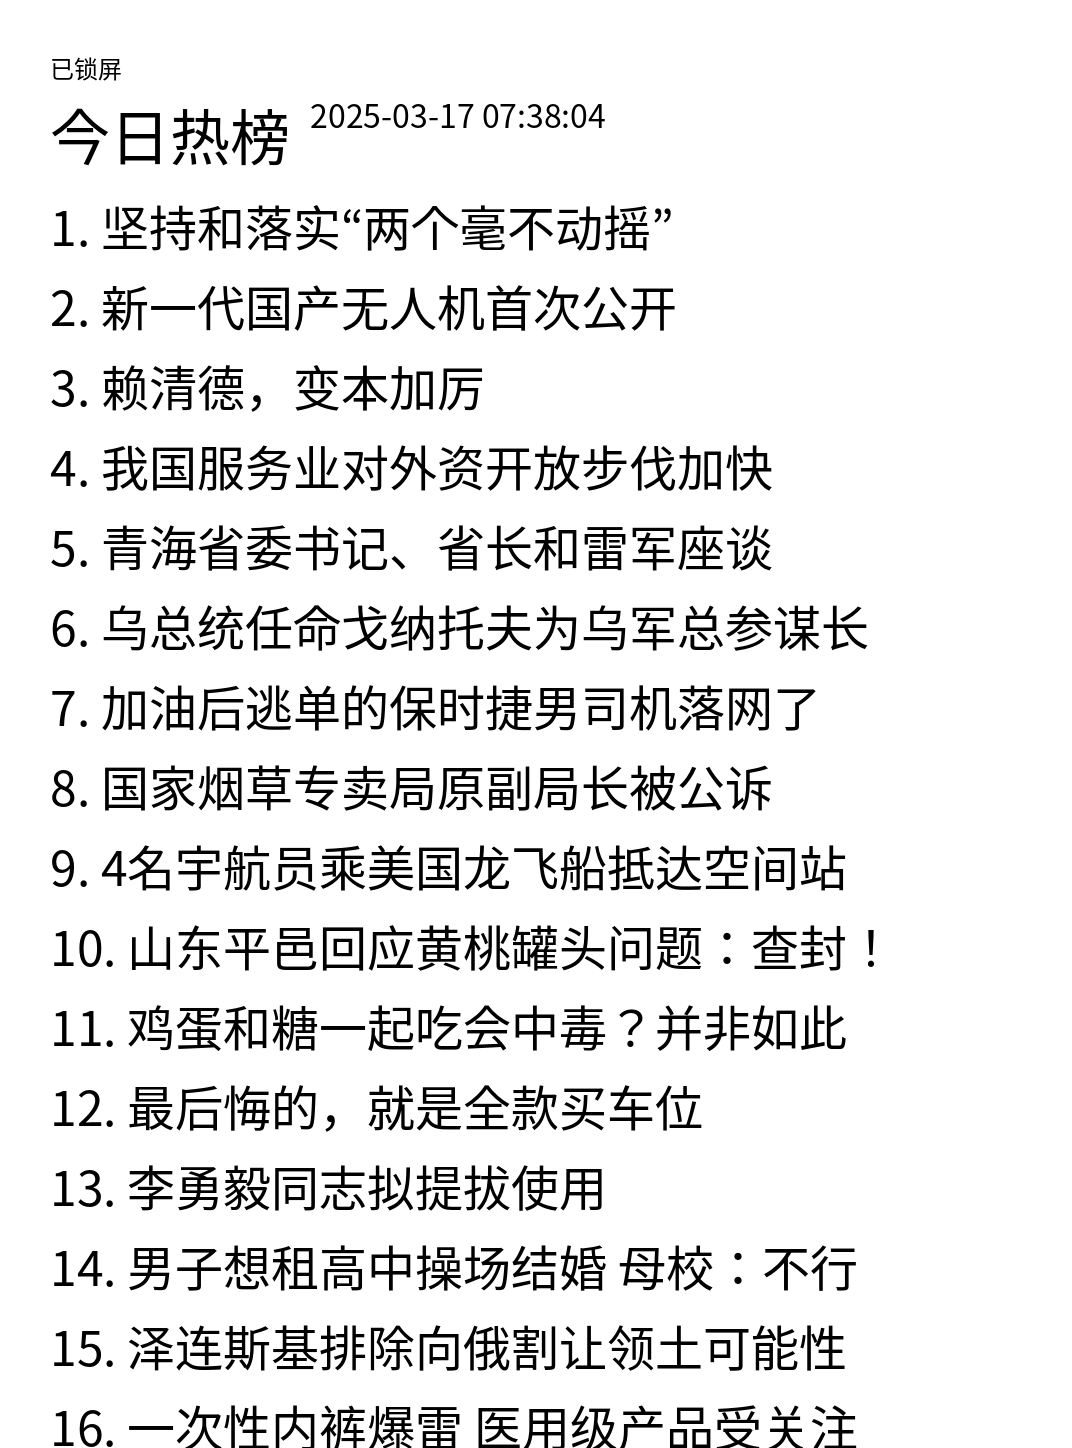 已锁屏
今日热榜 2025-03-17 07:38:04
1. 坚持和落实“两个毫不动摇”
2. 新一代国产无人机首次公开
3. 赖清德，变本加厉
4. 我国服务业对外资开放步伐加快
5. 青海省委书记、省长和雷军座谈
6. 乌总统任命戈纳托夫为乌军总参谋长
7. 加油后逃单的保时捷男司机落网了
8. 国家烟草专卖局原副局长被公诉
9. 4名宇航员乘美国龙飞船抵达空间站
10. 山东平邑回应黄桃罐头问题：查封！
11. 鸡蛋和糖一起吃会中毒？并非如此
12. 最后悔的，就是全款买车位
13. 李勇毅同志拟提拔使用
14. 男子想租高中操场结婚 母校：不行
15. 泽连斯基排除向俄割让领土可能性
16. 一次性内裤爆雷 医用级产品受关注